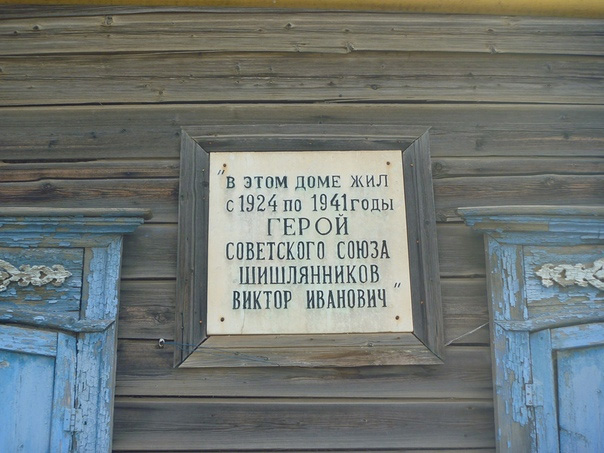 "В ЭТОМ ДОМЕ ЖИЛ
С 1924 ПО 1941 ГОДЫ
ГЕРОЙ
СОВЕТСКОГО СОЮЗА
ШИШЛЯННИКОВ
ВИКТОР ИВАНОВИЧ"